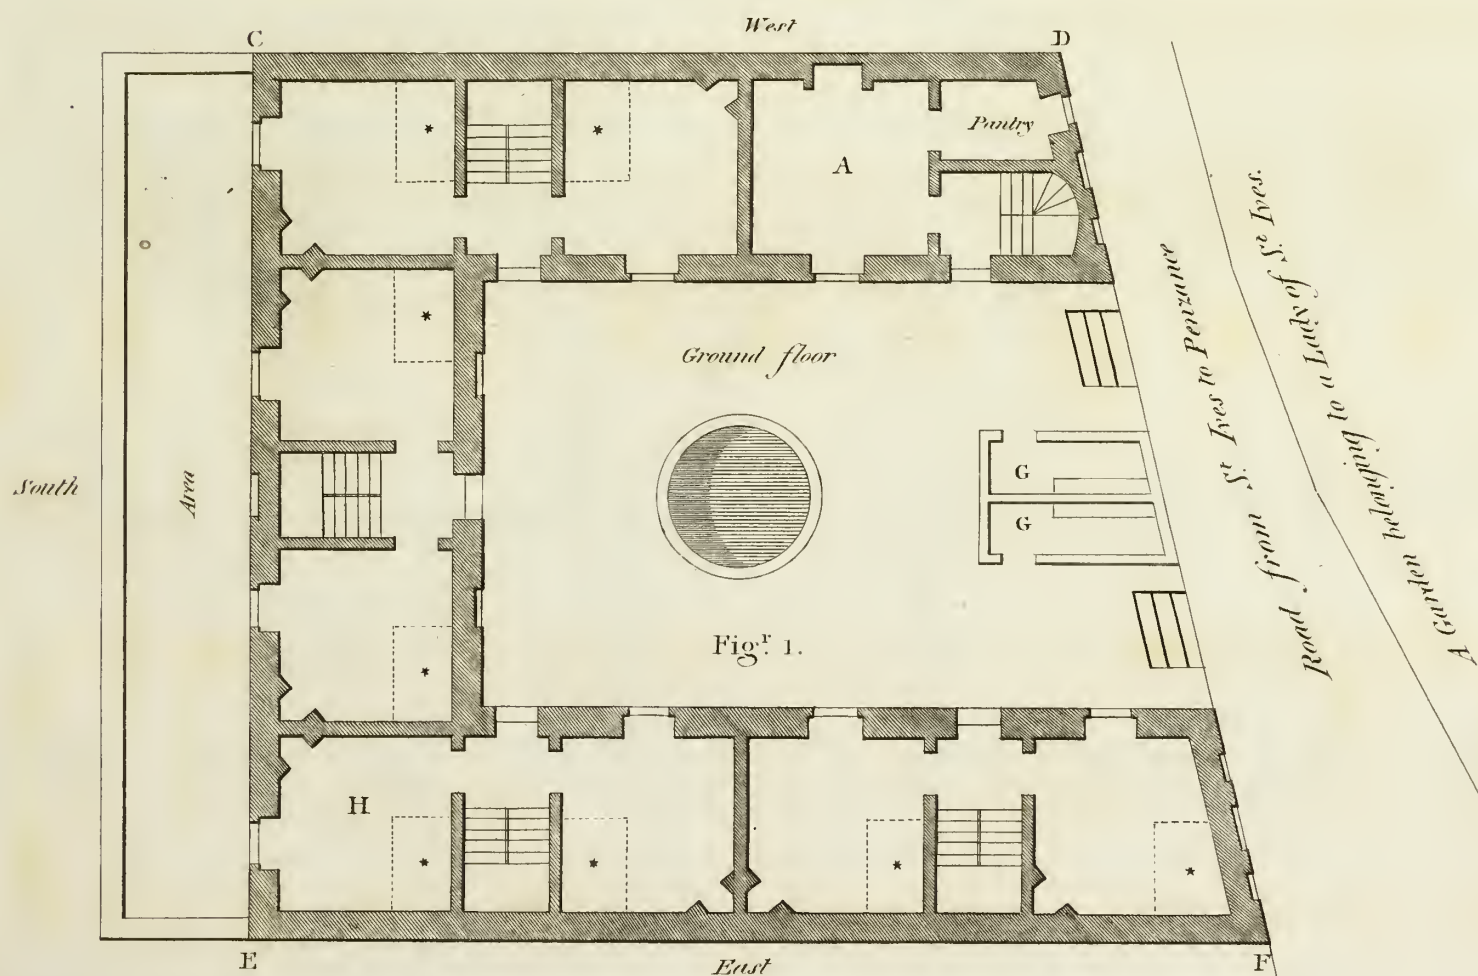 West
C
D
Pantry
A
Ground floor
South
Area
G
G
Fig.r 1.
H
E
East
F
Road from St. Ives to Penzance
A Garden belonging to a Lady of St. Ives.